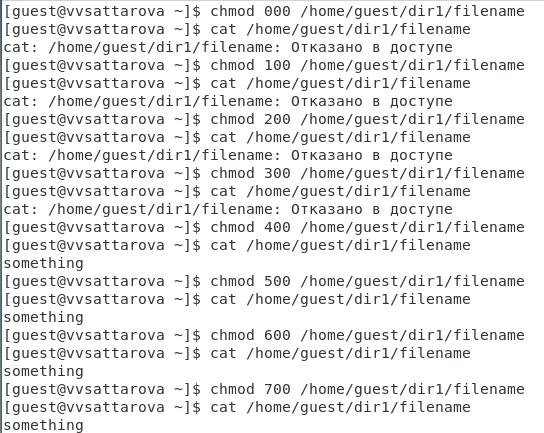 [guest@vvsattarova ~]$ chmod 000 /home/guest/dir1/filename
[guest@vvsattarova ~]$ cat /home/guest/dir1/filename
cat: /home/guest/dir1/filename: Отказано в доступе
[guest@vvsattarova ~]$ chmod 100 /home/guest/dir1/filename
[guest@vvsattarova ~]$ cat /home/guest/dir1/filename
cat: /home/guest/dir1/filename: Отказано в доступе
[guest@vvsattarova ~]$ chmod 200 /home/guest/dir1/filename
[guest@vvsattarova ~]$ cat /home/guest/dir1/filename
cat: /home/guest/dir1/filename: Отказано в доступе
[guest@vvsattarova ~]$ chmod 300 /home/guest/dir1/filename
[guest@vvsattarova ~]$ cat /home/guest/dir1/filename
cat: /home/guest/dir1/filename: Отказано в доступе
[guest@vvsattarova ~]$ chmod 400 /home/guest/dir1/filename
[guest@vvsattarova ~]$ cat /home/guest/dir1/filename
something
[guest@vvsattarova ~]$ chmod 500 /home/guest/dir1/filename
[guest@vvsattarova ~]$ cat /home/guest/dir1/filename
something
[guest@vvsattarova ~]$ chmod 600 /home/guest/dir1/filename
[guest@vvsattarova ~]$ cat /home/guest/dir1/filename
something
[guest@vvsattarova ~]$ chmod 700 /home/guest/dir1/filename
[guest@vvsattarova ~]$ cat /home/guest/dir1/filename
something